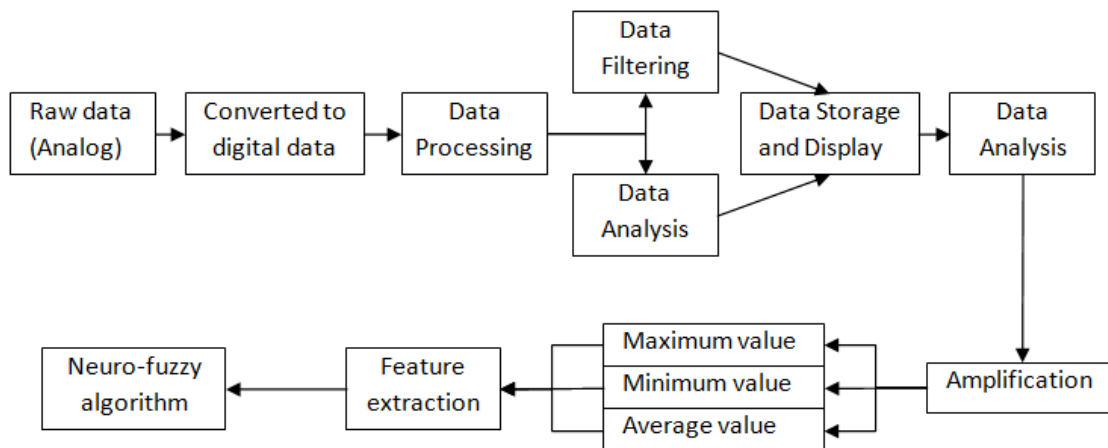 Raw data
(Analog)
Converted to
digital data
Data
Processing
Data
Filtering
Data
Analysis
Data Storage
and Display
Data
Analysis
Amplification
Maximum value
Minimum value
Average value
Feature
extraction
Neuro-fuzzy
algorithm